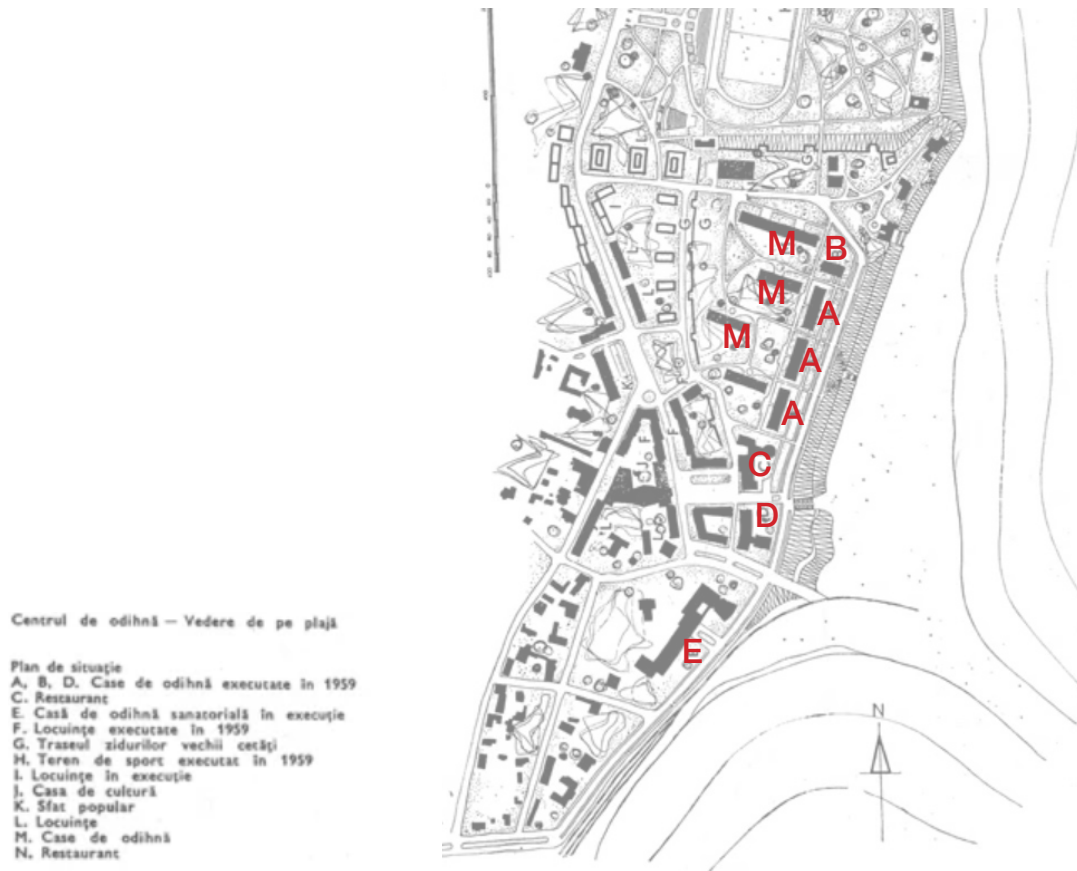 M
B
M
A
M
A
A
C
D
E
N
G
G
G
I
L
L
L
K
F
F
J
L
L
Centrul de odihnă — Vedere de pe plajă
Plan de situație
A, B, D. Case de odihnă executate în 1959
C. Restaurant
E. Casă de odihnă sanatorială în execuție
F. Locuințe executate în 1959
G. Traseul zidurilor vechii cetăți
H. Teren de sport executat în 1959
I. Locuințe în execuție
J. Casa de cultură
K. Sfat popular
L. Locuințe
M. Case de odihnă
N. Restaurant